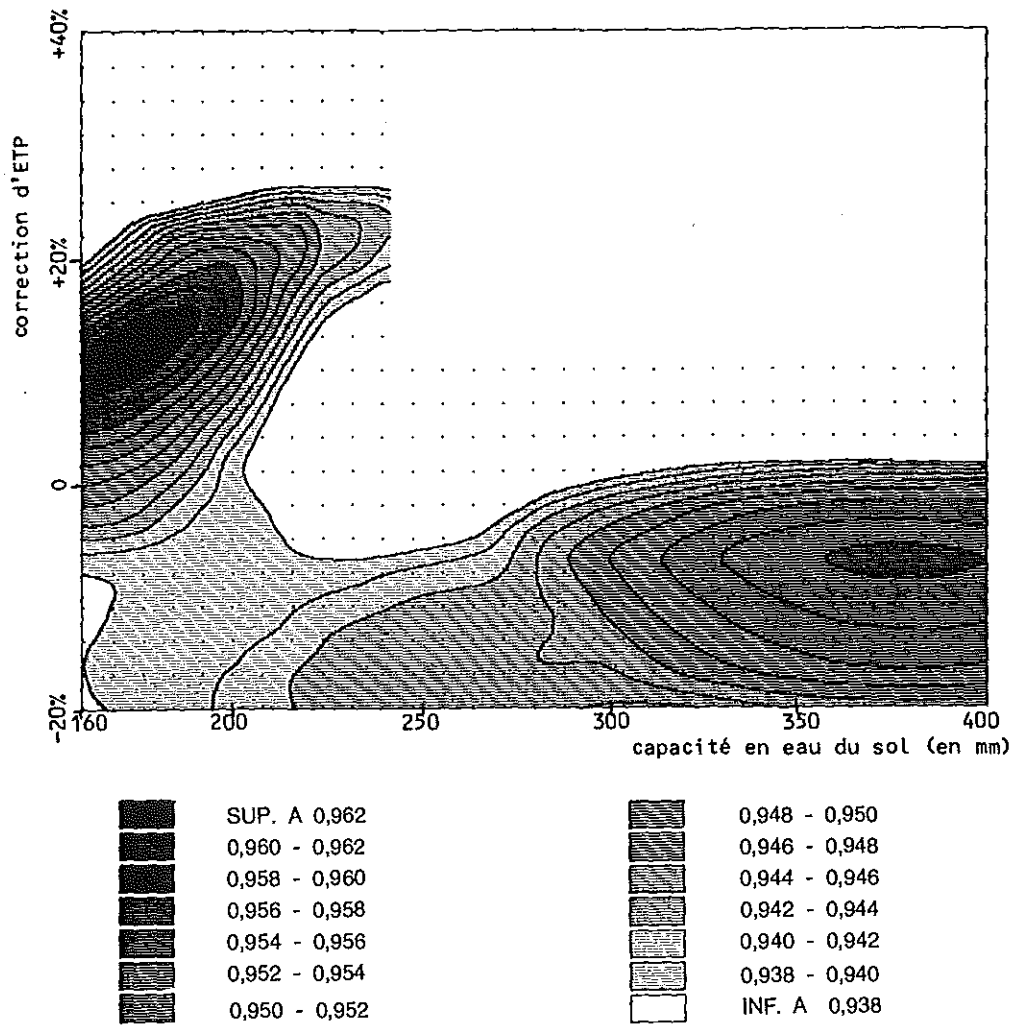 +40%
correction d'ETP
+20%
0
-20%
160
200
250
300
350
400
capacité en eau du sol (en mm)
SUP. A 0,962
0,960 - 0,962
0,958 - 0,960
0,956 - 0,958
0,954 - 0,956
0,952 - 0,954
0,950 - 0,952
0,948 - 0,950
0,946 - 0,948
0,944 - 0,946
0,942 - 0,944
0,940 - 0,942
0,938 - 0,940
INF. A 0,938